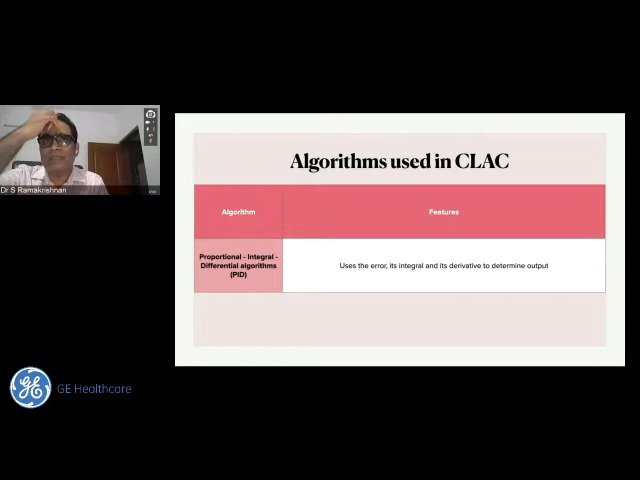 Dr S Ramakrishnan
Algorithms used in CLAC
Algorithm
Features
Proportional - Integral -
Differential algorithms
(PID)
Uses the error, its integral and its derivative to determine output
GE Healthcare